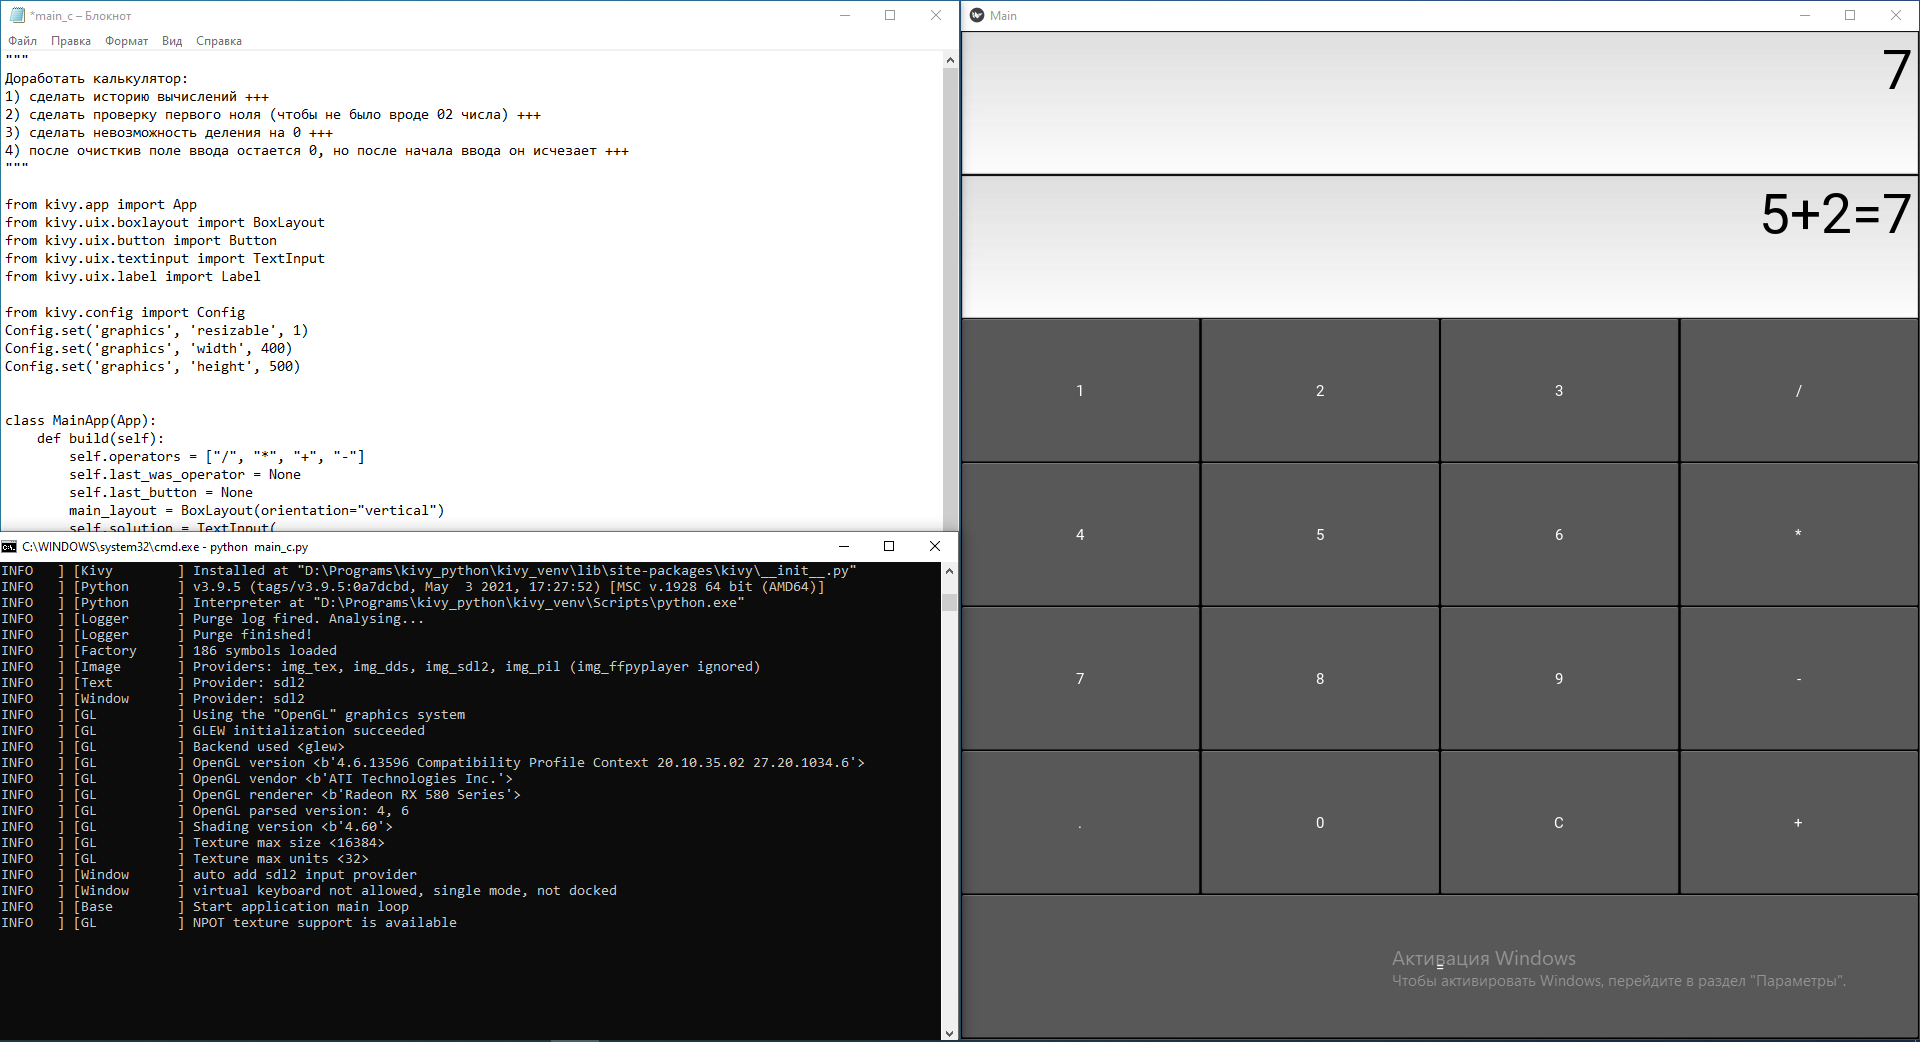 *main_c – Блокнот
Файл Правка Формат Вид Справка
"""
Доработать калькулятор:
1) сделать историю вычислений +++
2) сделать проверку первого ноля (чтобы не было вроде 02 числа) +++
3) сделать невозможность деления на 0 +++
4) после очисткив поле ввода остается 0, но после начала ввода он исчезает +++
"""
from kivy.app import App
from kivy.uix.boxlayout import BoxLayout
from kivy.uix.button import Button
from kivy.uix.textinput import TextInput
from kivy.uix.label import Label
from kivy.config import Config
Config.set('graphics', 'resizable', 1)
Config.set('graphics', 'width', 400)
Config.set('graphics', 'height', 500)
class MainApp(App):
def build(self):
self.operators = ["/", "*", "+", "-"]
self.last_was_operator = None
self.last_button = None
main_layout = BoxLayout(orientation="vertical")
self.solution = TextInput(
C:\WINDOWS\system32\cmd.exe - python  main_c.py
INFO   ] [Kivy        ] Installed at "D:\Programs\kivy_python\kivy_venv\lib\site-packages\kivy\__init__.py"
INFO   ] [Python      ] v3.9.5 (tags/v3.9.5:0a7dcbd, May  3 2021, 17:27:52) [MSC v.1928 64 bit (AMD64)]
INFO   ] [Python      ] Interpreter at "D:\Programs\kivy_python\kivy_venv\Scripts\python.exe"
INFO   ] [Logger      ] Purge log fired. Analysing...
INFO   ] [Logger      ] Purge finished!
INFO   ] [Factory     ] 186 symbols loaded
INFO   ] [Image       ] Providers: img_tex, img_dds, img_sdl2, img_pil (img_ffpyplayer ignored)
INFO   ] [Text        ] Provider: sdl2
INFO   ] [Window      ] Provider: sdl2
INFO   ] [GL          ] Using the "OpenGL" graphics system
INFO   ] [GL          ] GLEW initialization succeeded
INFO   ] [GL          ] Backend used <glew>
INFO   ] [GL          ] OpenGL version <b'4.6.13596 Compatibility Profile Context 20.10.35.02 27.20.1034.6'>
INFO   ] [GL          ] OpenGL vendor <b'ATI Technologies Inc.'>
INFO   ] [GL          ] OpenGL renderer <b'Radeon RX 580 Series'>
INFO   ] [GL          ] OpenGL parsed version: 4, 6
INFO   ] [GL          ] Shading version <b'4.60'>
INFO   ] [GL          ] Texture max size <16384>
INFO   ] [GL          ] Texture max units <32>
INFO   ] [Window      ] auto add sdl2 input provider
INFO   ] [Window      ] virtual keyboard not allowed, single mode, not docked
INFO   ] [Base        ] Start application main loop
INFO   ] [GL          ] NPOT texture support is available
Main
7
5+2=7
1 2 3 /
4 5 6 *
7 8 9 -
. 0 C +
=
Активация Windows
Чтобы активировать Windows, перейдите в раздел "Параметры".